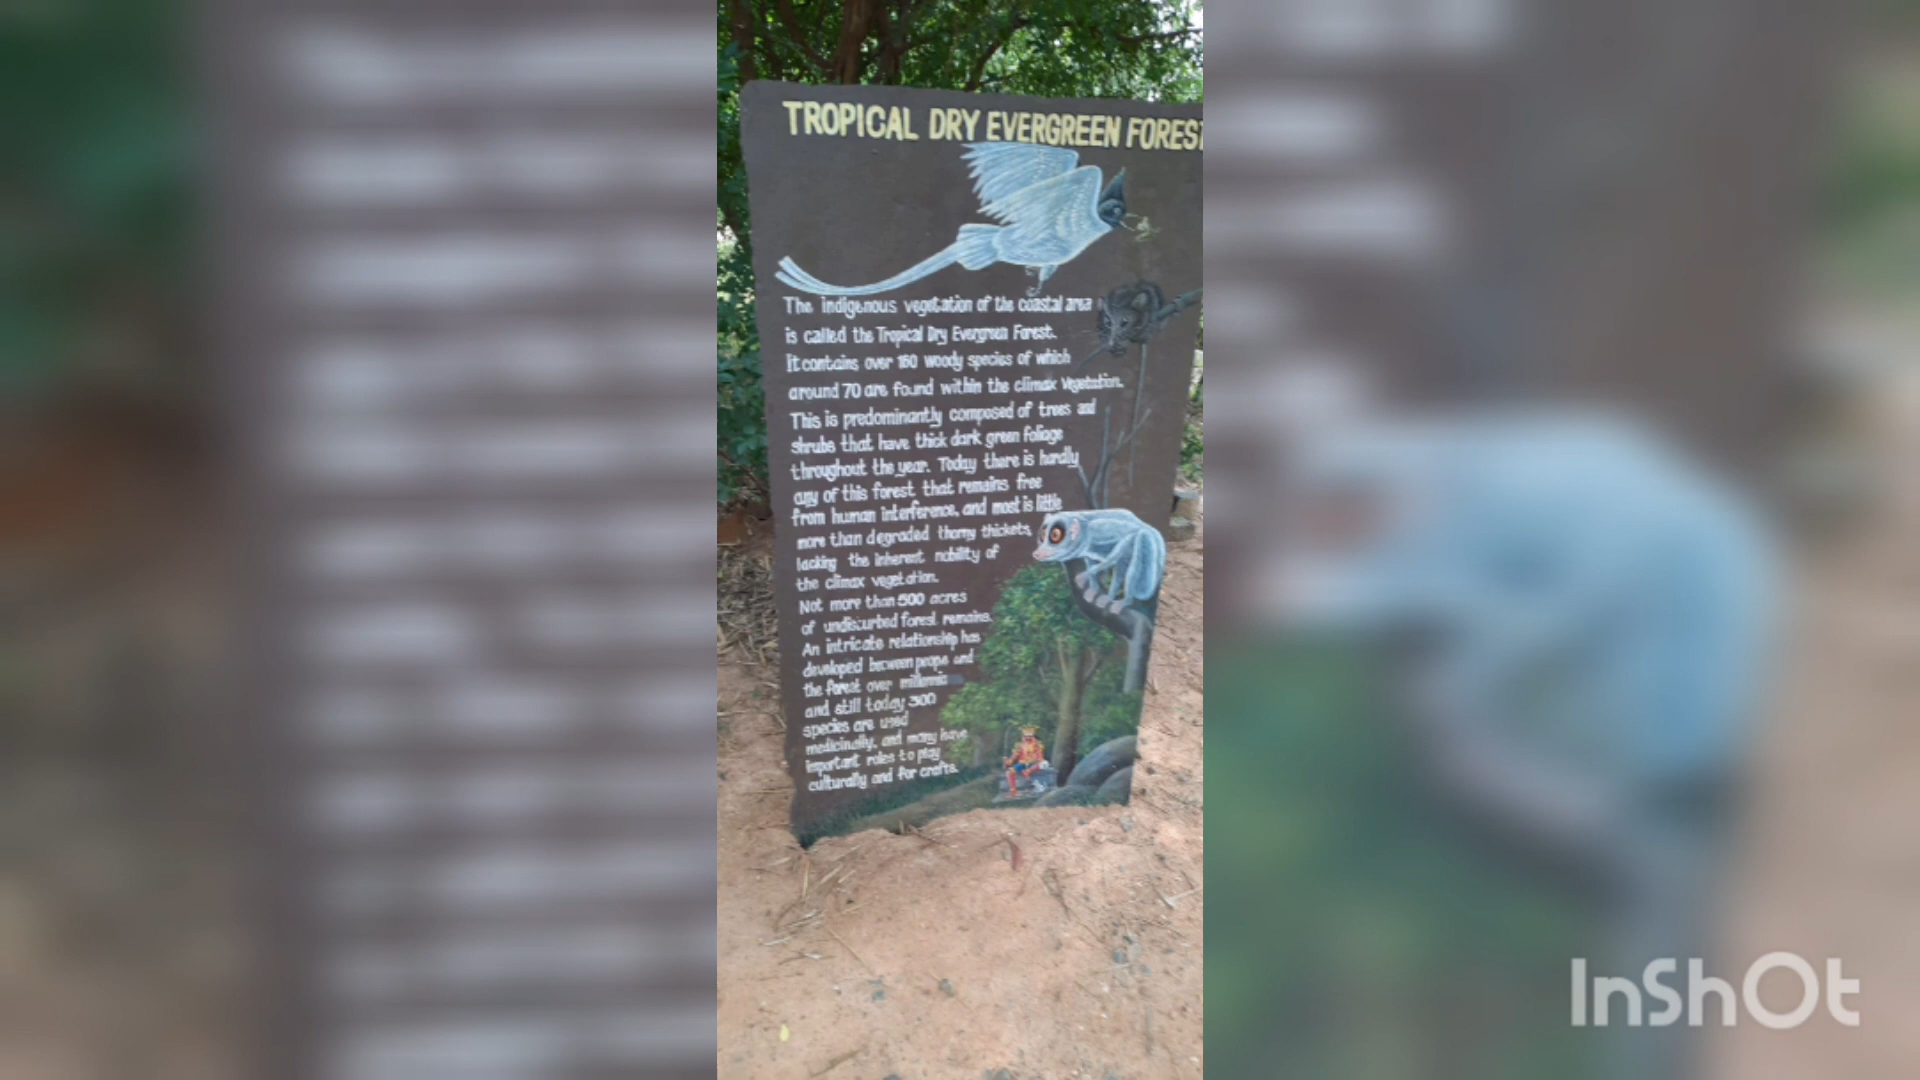 TROPICAL DRY EVERGREEN FOREST
The indigenous vegetation of the coastal area
is called the Tropical Dry Evergreen Forest.
It contains over 160 woody species of which
around 70 are found within the climax vegetation.
This is predominantly composed of trees and
shrubs that have thick dark green foliage
throughout the year. Today there is hardly
any of this forest that remains free
from human interference, and most is little
more than degraded thorny thickets,
lacking the inherent nobility of
the climax vegetation.
Not more than 500 acres
of undisturbed forest remains.
An intricate relationship has
developed between people and
the forest over millennia
and still today 300
species are used
medicinally, and many have
important roles to play
culturally and for crafts.
InShOt